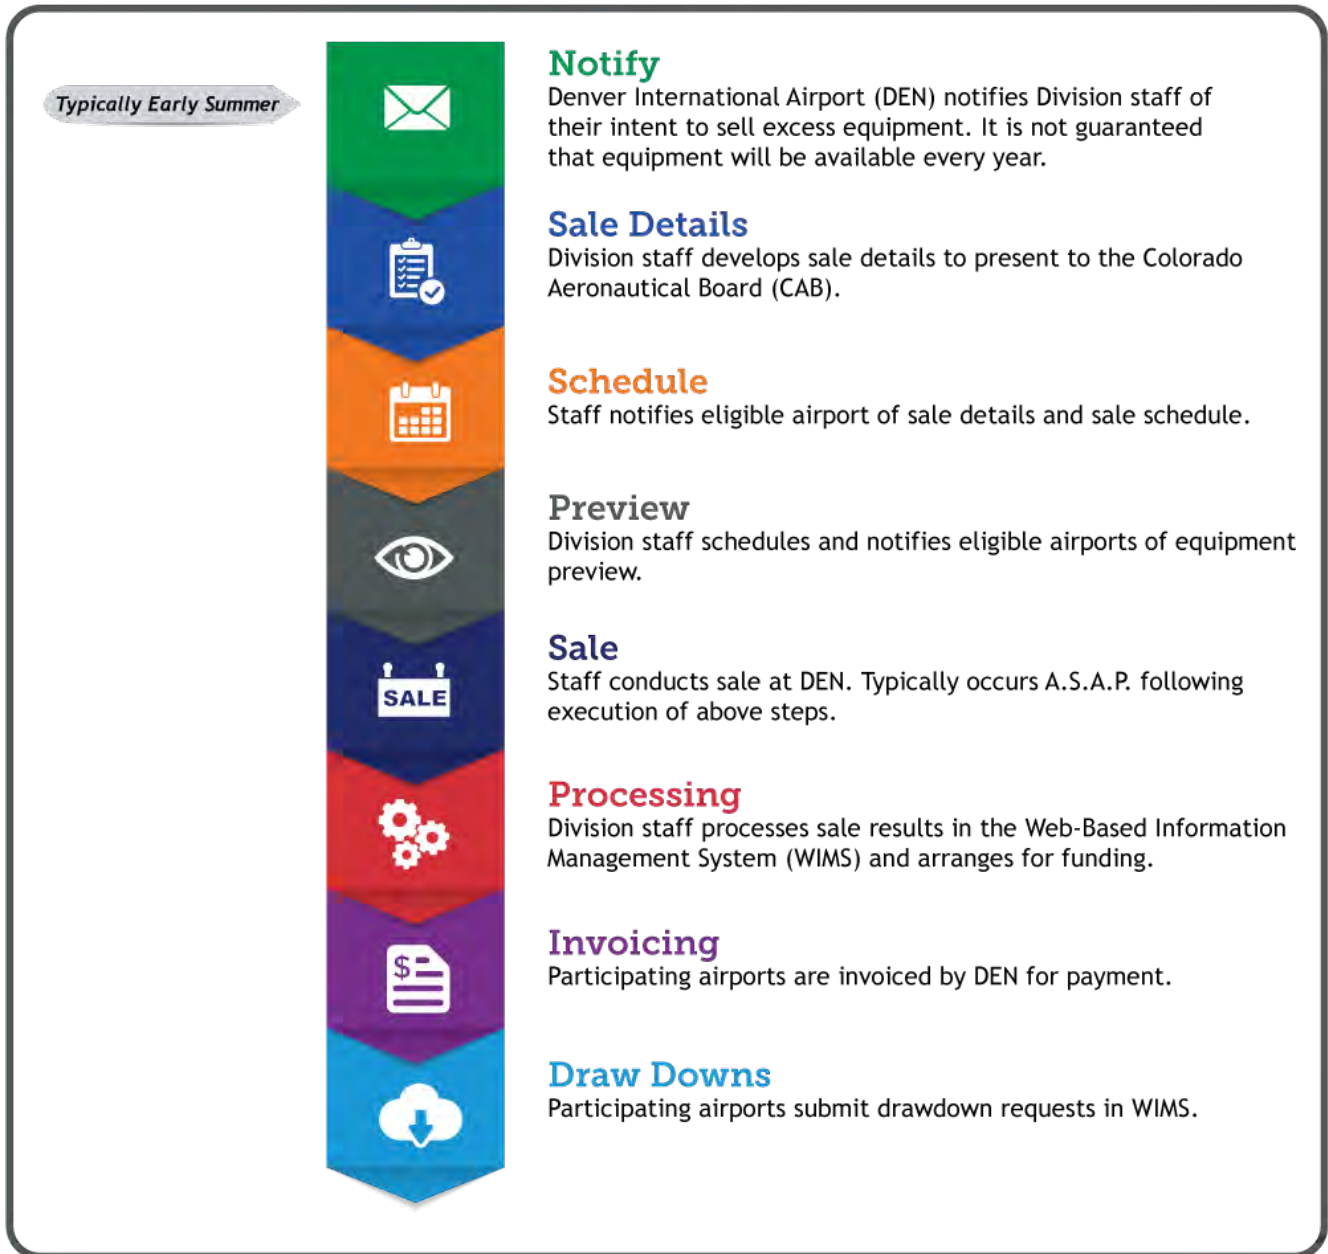 Typically Early Summer
Notify
Denver International Airport (DEN) notifies Division staff of
their intent to sell excess equipment. It is not guaranteed
that equipment will be available every year.
Sale Details
Division staff develops sale details to present to the Colorado
Aeronautical Board (CAB).
Schedule
Staff notifies eligible airport of sale details and sale schedule.
Preview
Division staff schedules and notifies eligible airports of equipment
preview.
Sale
Staff conducts sale at DEN. Typically occurs A.S.A.P. following
execution of above steps.
SALE
Processing
Division staff processes sale results in the Web-Based Information
Management System (WIMS) and arranges for funding.
Invoicing
Participating airports are invoiced by DEN for payment.
$
Draw Downs
Participating airports submit drawdown requests in WIMS.